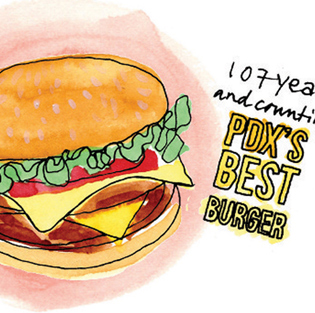 107 yea
and countin
PDX'S
BEST
BURGER